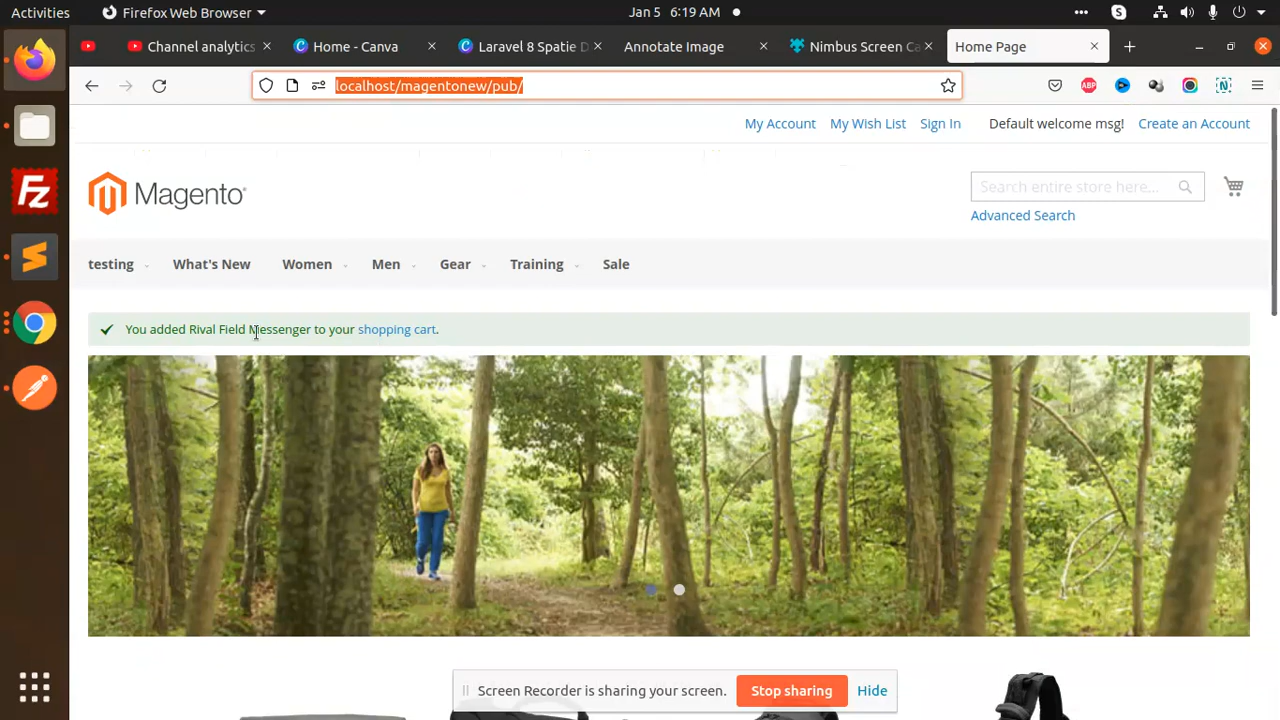 Activities Firefox Web Browser Jan 5 6:19 AM
Channel analytics Home - Canva Laravel 8 Spatie D Annotate Image Nimbus Screen Ca Home Page
localhost/magentonew/pub/ ABP N
My Account My Wish List Sign In Default welcome msg! Create an Account
Fz Magento Search entire store here...
Advanced Search
testing What's New Women Men Gear Training Sale
You added Rival Field Messenger to your shopping cart.
Screen Recorder is sharing your screen. Stop sharing Hide